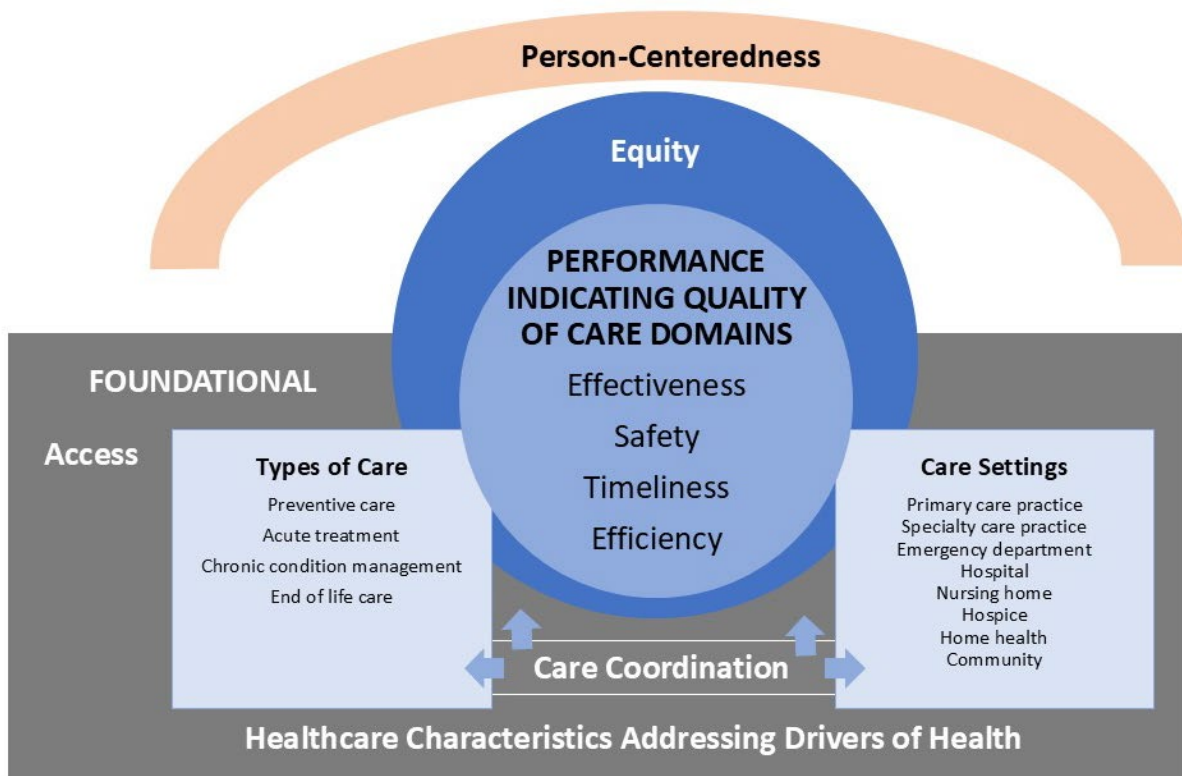 Person-Centeredness
Equity
PERFORMANCE
INDICATING QUALITY
OF CARE DOMAINS
Effectiveness
Safety
Timeliness
Efficiency
FOUNDATIONAL
Access
Types of Care
Preventive care
Acute treatment
Chronic condition management
End of life care
Care Settings
Primary care practice
Specialty care practice
Emergency department
Hospital
Nursing home
Hospice
Home health
Community
Care Coordination
Healthcare Characteristics Addressing Drivers of Health